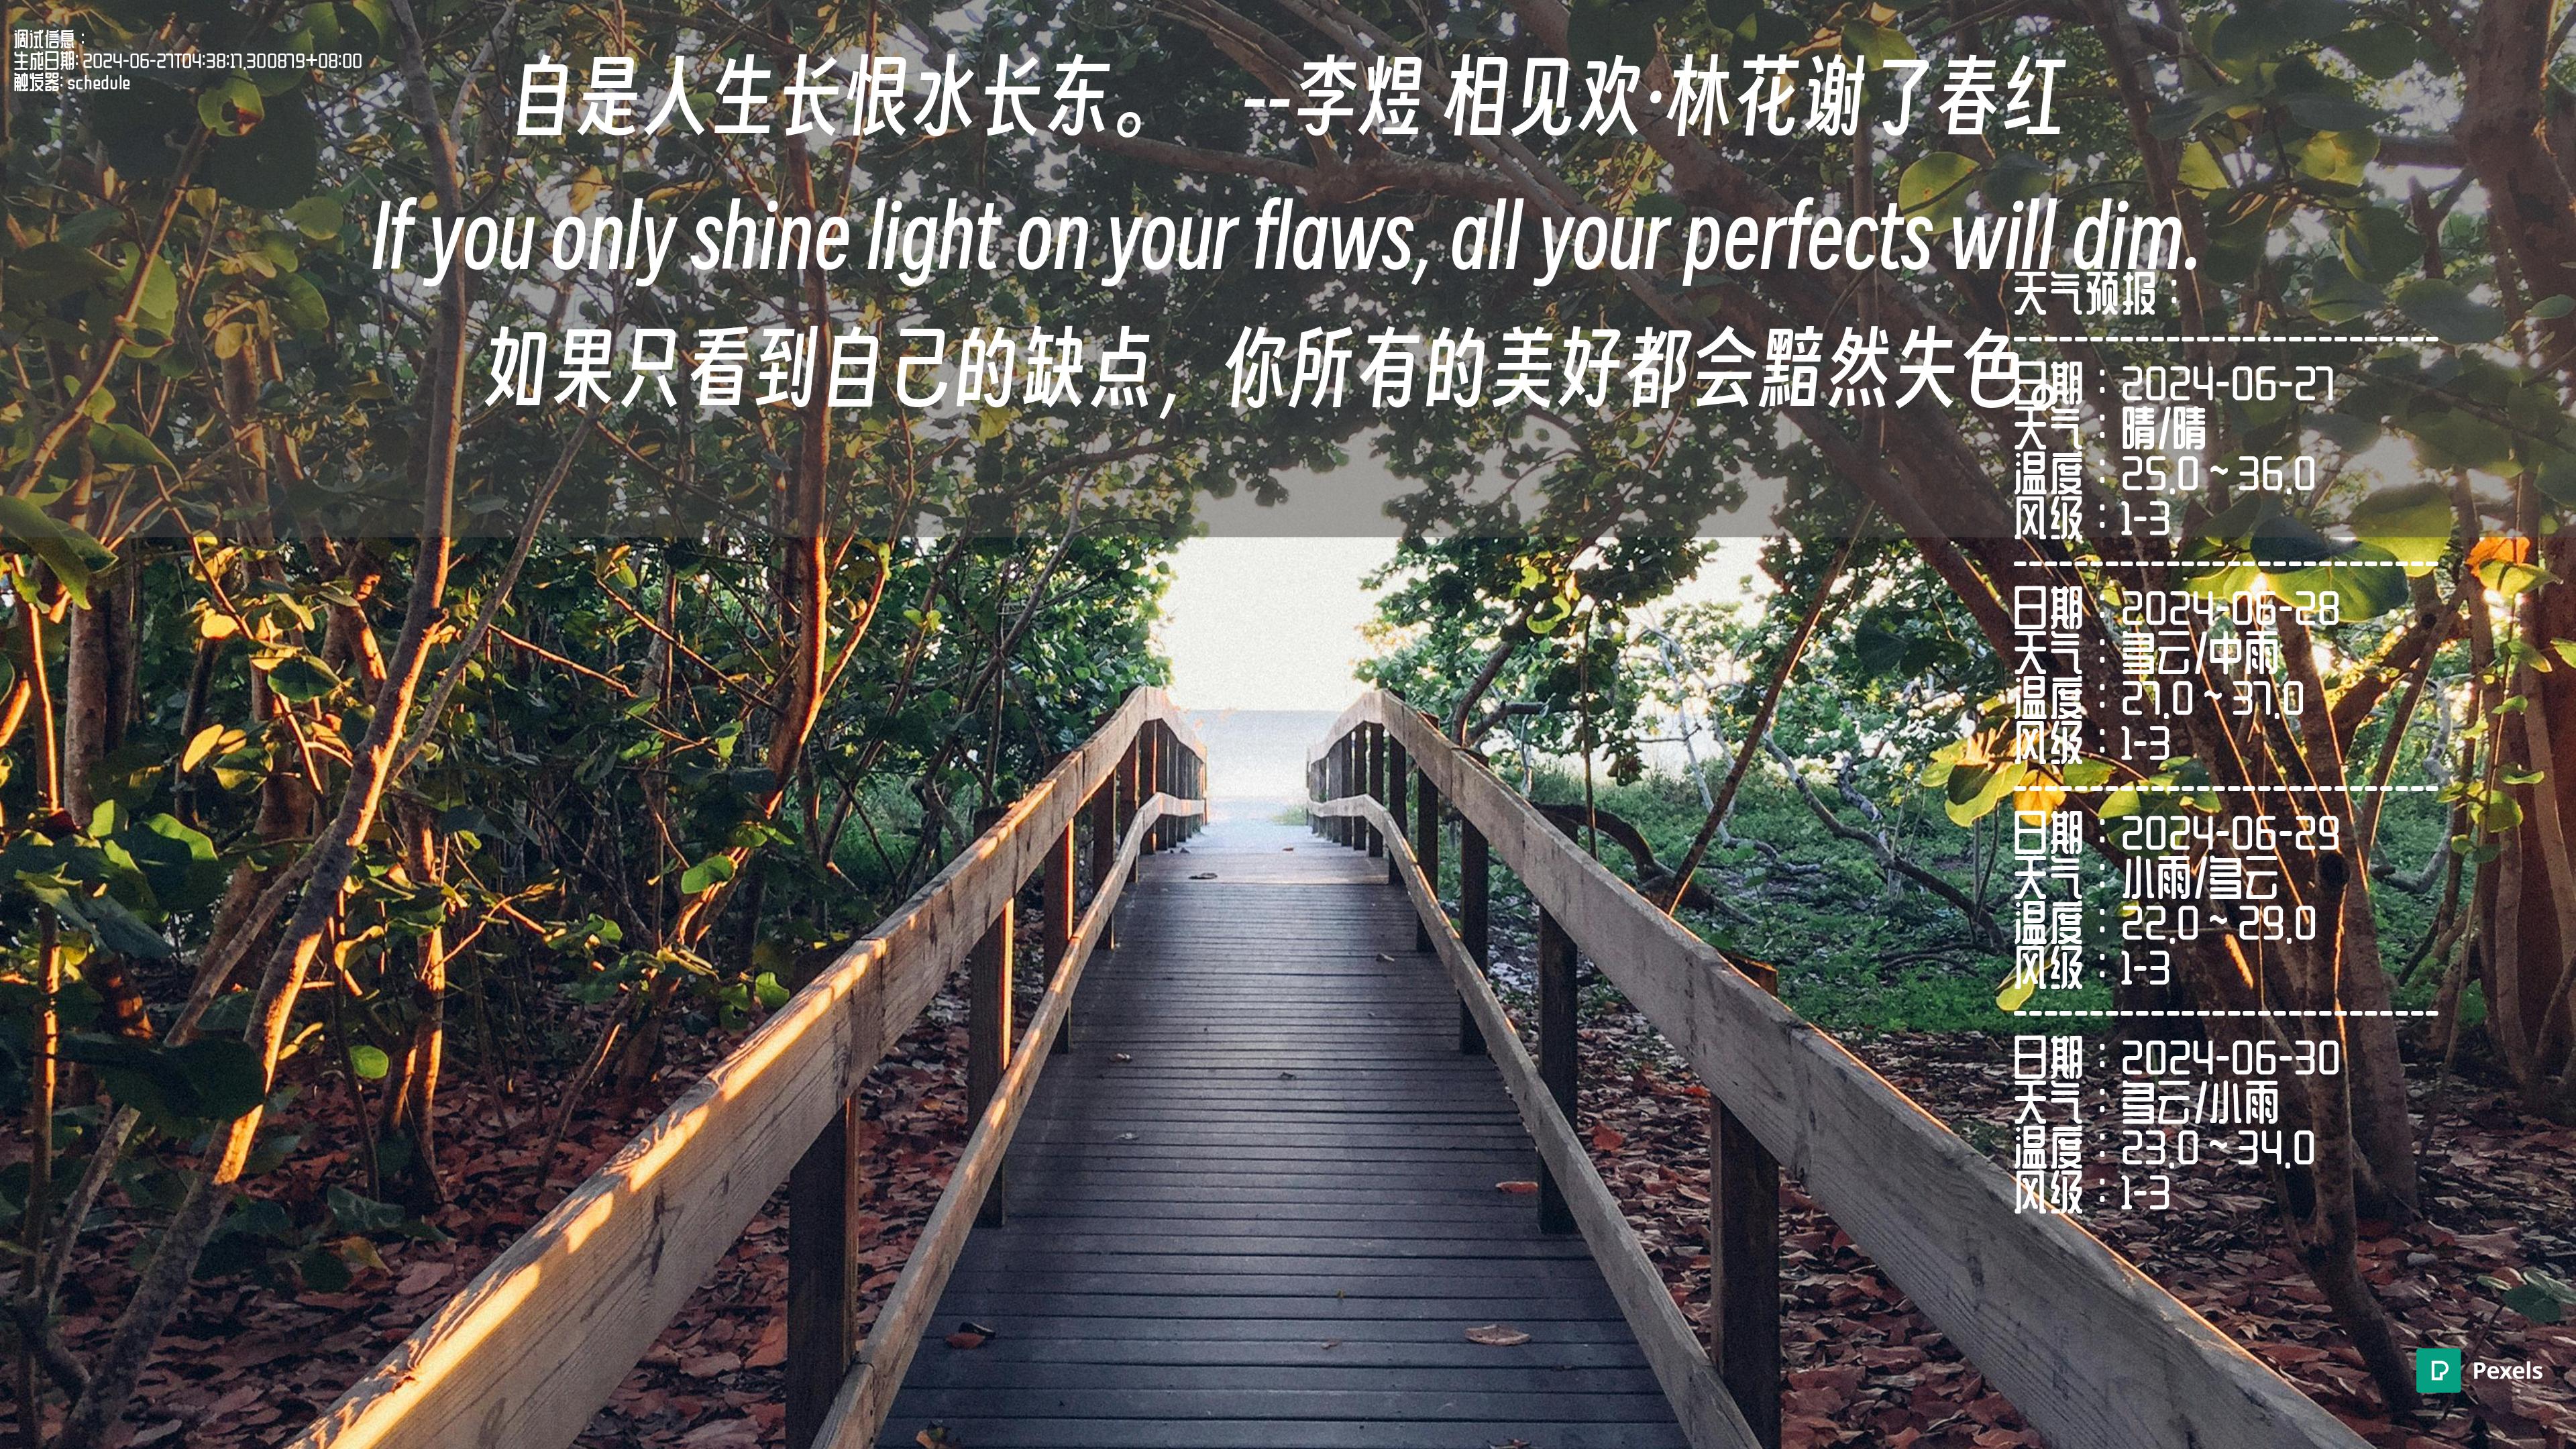 调试信息：
生成日期: 2024-06-27T04:38:17.300879+08:00
触发器: schedule
自是人生长恨水长东。 --李煜 相见欢·林花谢了春红
If you only shine light on your flaws, all your perfects will dim.
如果只看到自己的缺点，你所有的美好都会黯然失色。
天气预报：
------------------------------
日期：2024-06-27
天气：晴/晴
温度：25.0 ~ 36.0
风级：1-3
------------------------------
日期：2024-06-28
天气：多云/中雨
温度：27.0 ~ 37.0
风级：1-3
------------------------------
日期：2024-06-29
天气：小雨/多云
温度：22.0 ~ 29.0
风级：1-3
------------------------------
日期：2024-06-30
天气：多云/小雨
温度：23.0 ~ 34.0
风级：1-3
Pexels